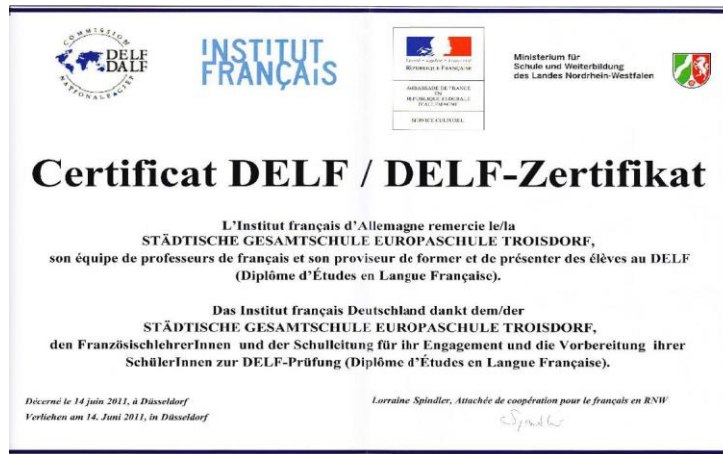 COMMISSION
DELF
DALF
NATIONALE
CIEP
INSTITUT
FRANÇAIS
Liberté • Égalité • Fraternité
RÉPUBLIQUE FRANÇAISE
AMBASSADE DE FRANCE
EN
REPUBLIQUE FEDERALE
D'ALLEMAGNE
SERVICE CULTUREL
Ministerium für
Schule und Weiterbildung
des Landes Nordrhein-Westfalen
Certificat DELF / DELF-Zertifikat
L'Institut français d'Allemagne remercie le/la
STÄDTISCHE GESAMTSCHULE EUROPASCHULE TROISDORF,
son équipe de professeurs de français et son proviseur de former et de présenter des élèves au DELF
(Diplôme d'Études en Langue Française).
Das Institut français Deutschland dankt dem/der
STÄDTISCHE GESAMTSCHULE EUROPASCHULE TROISDORF,
den FranzösischlehrerInnen und der Schulleitung für ihr Engagement und die Vorbereitung ihrer
SchülerInnen zur DELF-Prüfung (Diplôme d'Études en Langue Française).
Décerné le 14 juin 2011, à Düsseldorf
Verliehen am 14. Juni 2011, in Düsseldorf
Lorraine Spindler, Attachée de coopération pour le français en RNW
Spindler